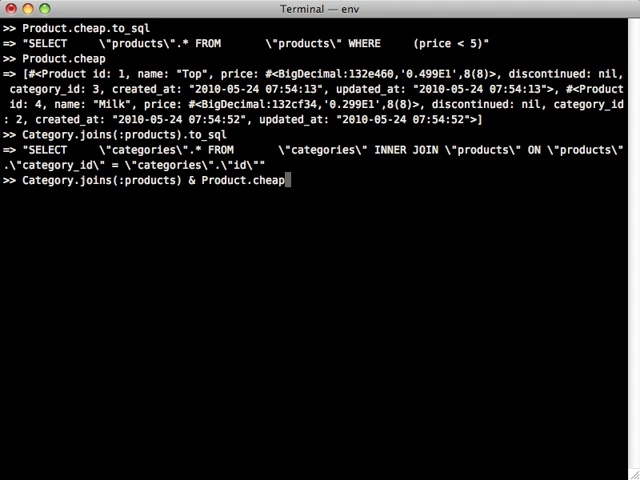 Terminal — env
>> Product.cheap.to_sql
=> "SELECT     \"products\".* FROM       \"products\" WHERE     (price < 5)"
>> Product.cheap
=> [#<Product id: 1, name: "Top", price: #<BigDecimal:132e460,'0.499E1',8(8)>, discontinued: nil,
 category_id: 3, created_at: "2010-05-24 07:54:13", updated_at: "2010-05-24 07:54:13">, #<Product
 id: 4, name: "Milk", price: #<BigDecimal:132cf34,'0.299E1',8(8)>, discontinued: nil, category_id
: 2, created_at: "2010-05-24 07:54:52", updated_at: "2010-05-24 07:54:52">]
>> Category.joins(:products).to_sql
=> "SELECT     \"categories\".* FROM       \"categories\" INNER JOIN \"products\" ON \"products\"
.\"category_id\" = \"categories\".\"id\""
>> Category.joins(:products) & Product.cheap